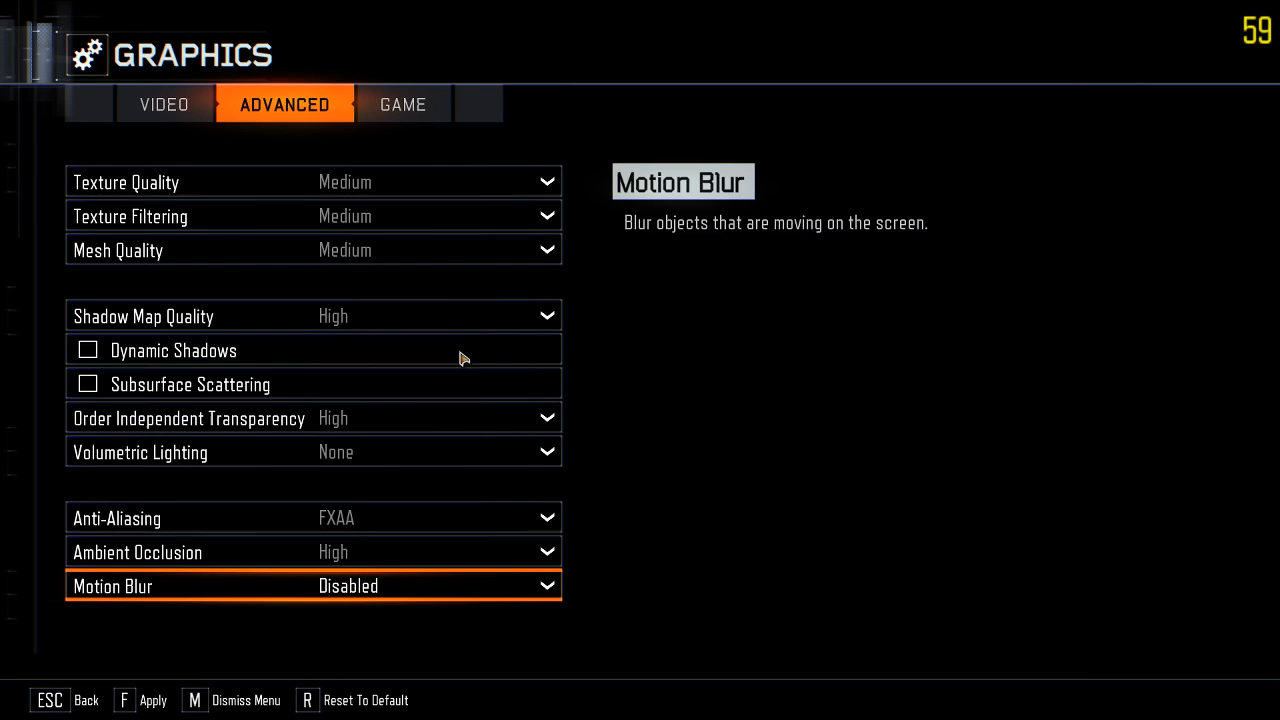 59
GRAPHICS
VIDEO ADVANCED GAME
Texture Quality Medium
Texture Filtering Medium
Mesh Quality Medium
Shadow Map Quality High
Dynamic Shadows
Subsurface Scattering
Order Independent Transparency High
Volumetric Lighting None
Anti-Aliasing FXAA
Ambient Occlusion High
Motion Blur Disabled
Motion Blur
Blur objects that are moving on the screen.
ESC Back F Apply M Dismiss Menu R Reset To Default